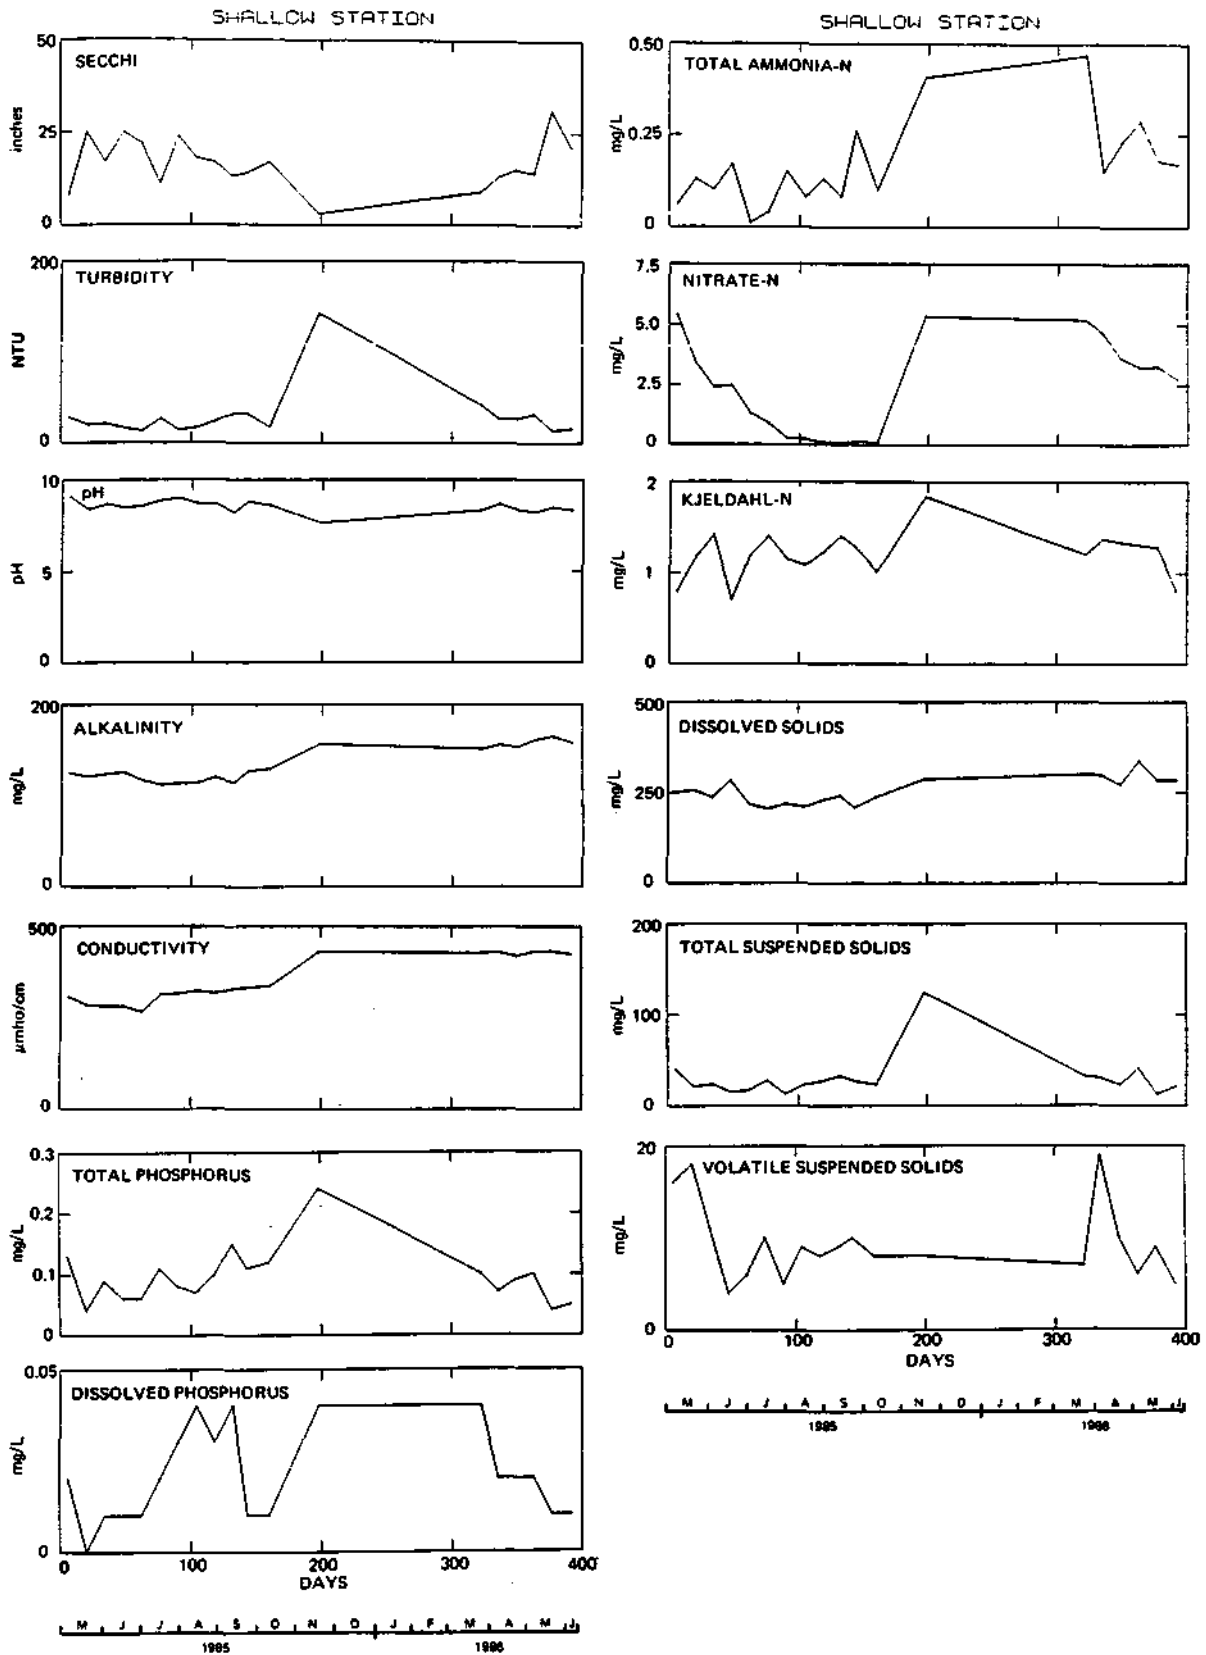 SHALLOW STATION
50
SECCHI
inches
25
0
200
TURBIDITY
NTU
0
10
pH
pH
5
0
200
ALKALINITY
mg/L
0
500
CONDUCTIVITY
µmho/cm
0
0.3
TOTAL PHOSPHORUS
0.2
mg/L
0.1
0
0.05
DISSOLVED PHOSPHORUS
mg/L
0
0 100 200 300 400
DAYS
M J J A S O N D J F M A M J
1985 1986
SHALLOW STATION
0.50
TOTAL AMMONIA-N
mg/L
0.25
0
7.5
NITRATE-N
5.0
mg/L
2.5
0
2
KJELDAHL-N
mg/L
1
0
500
DISSOLVED SOLIDS
mg/L
250
0
200
TOTAL SUSPENDED SOLIDS
mg/L
100
0
20
VOLATILE SUSPENDED SOLIDS
mg/L
0
0 100 200 300 400
DAYS
M J J A S O N D J F M A M J
1985 1986